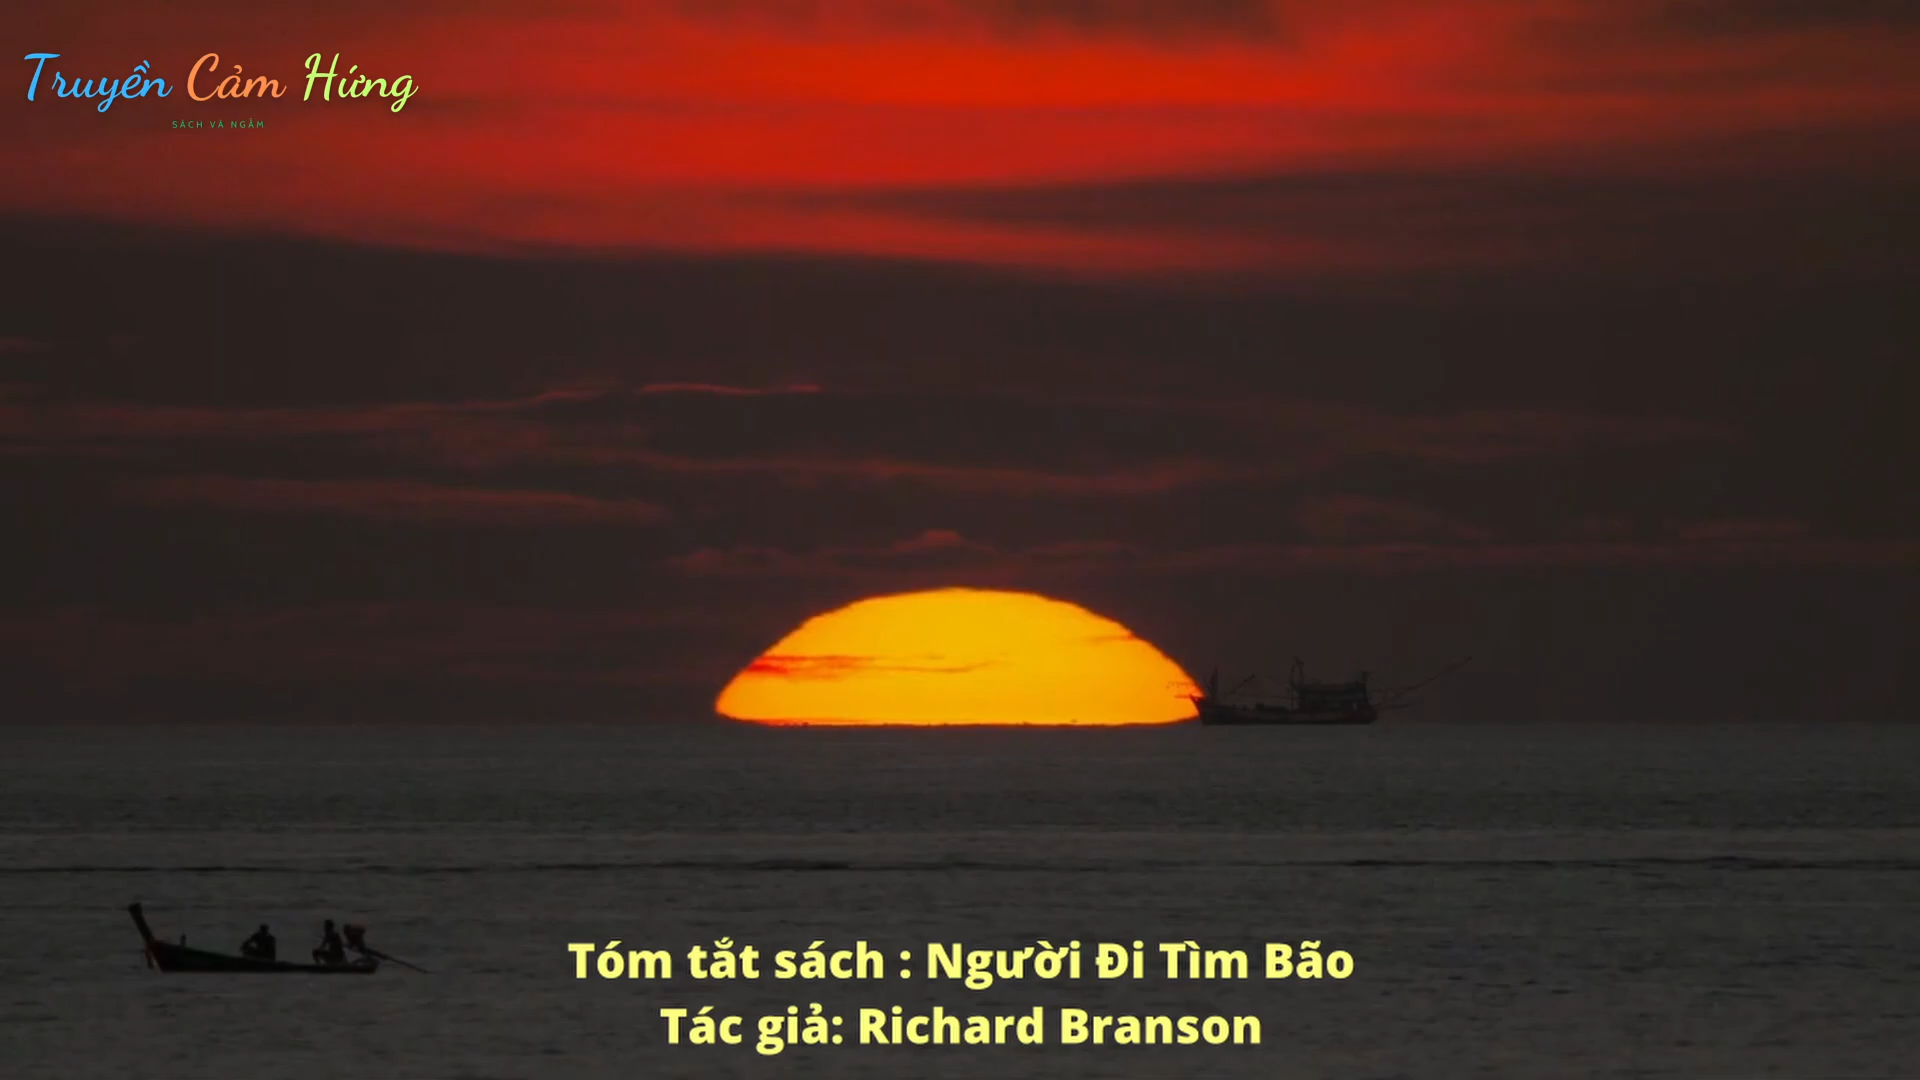 Truyền Cảm Hứng
SÁCH VÀ NGẪM
Tóm tắt sách : Người Đi Tìm Bão
Tác giả: Richard Branson